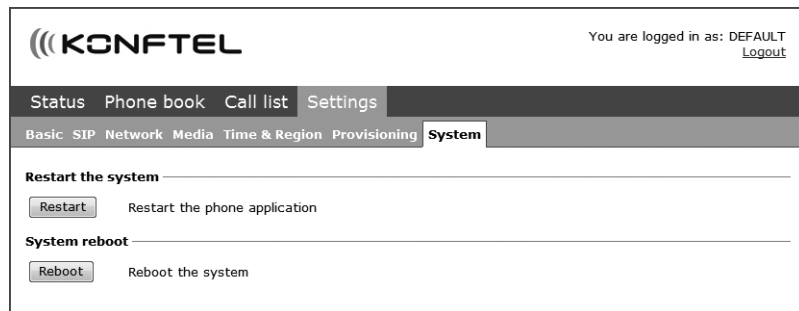 KONFTEL
You are logged in as: DEFAULT
Logout
Status Phone book Call list Settings
Basic SIP Network Media Time & Region Provisioning System
Restart the system
Restart Restart the phone application
System reboot
Reboot Reboot the system